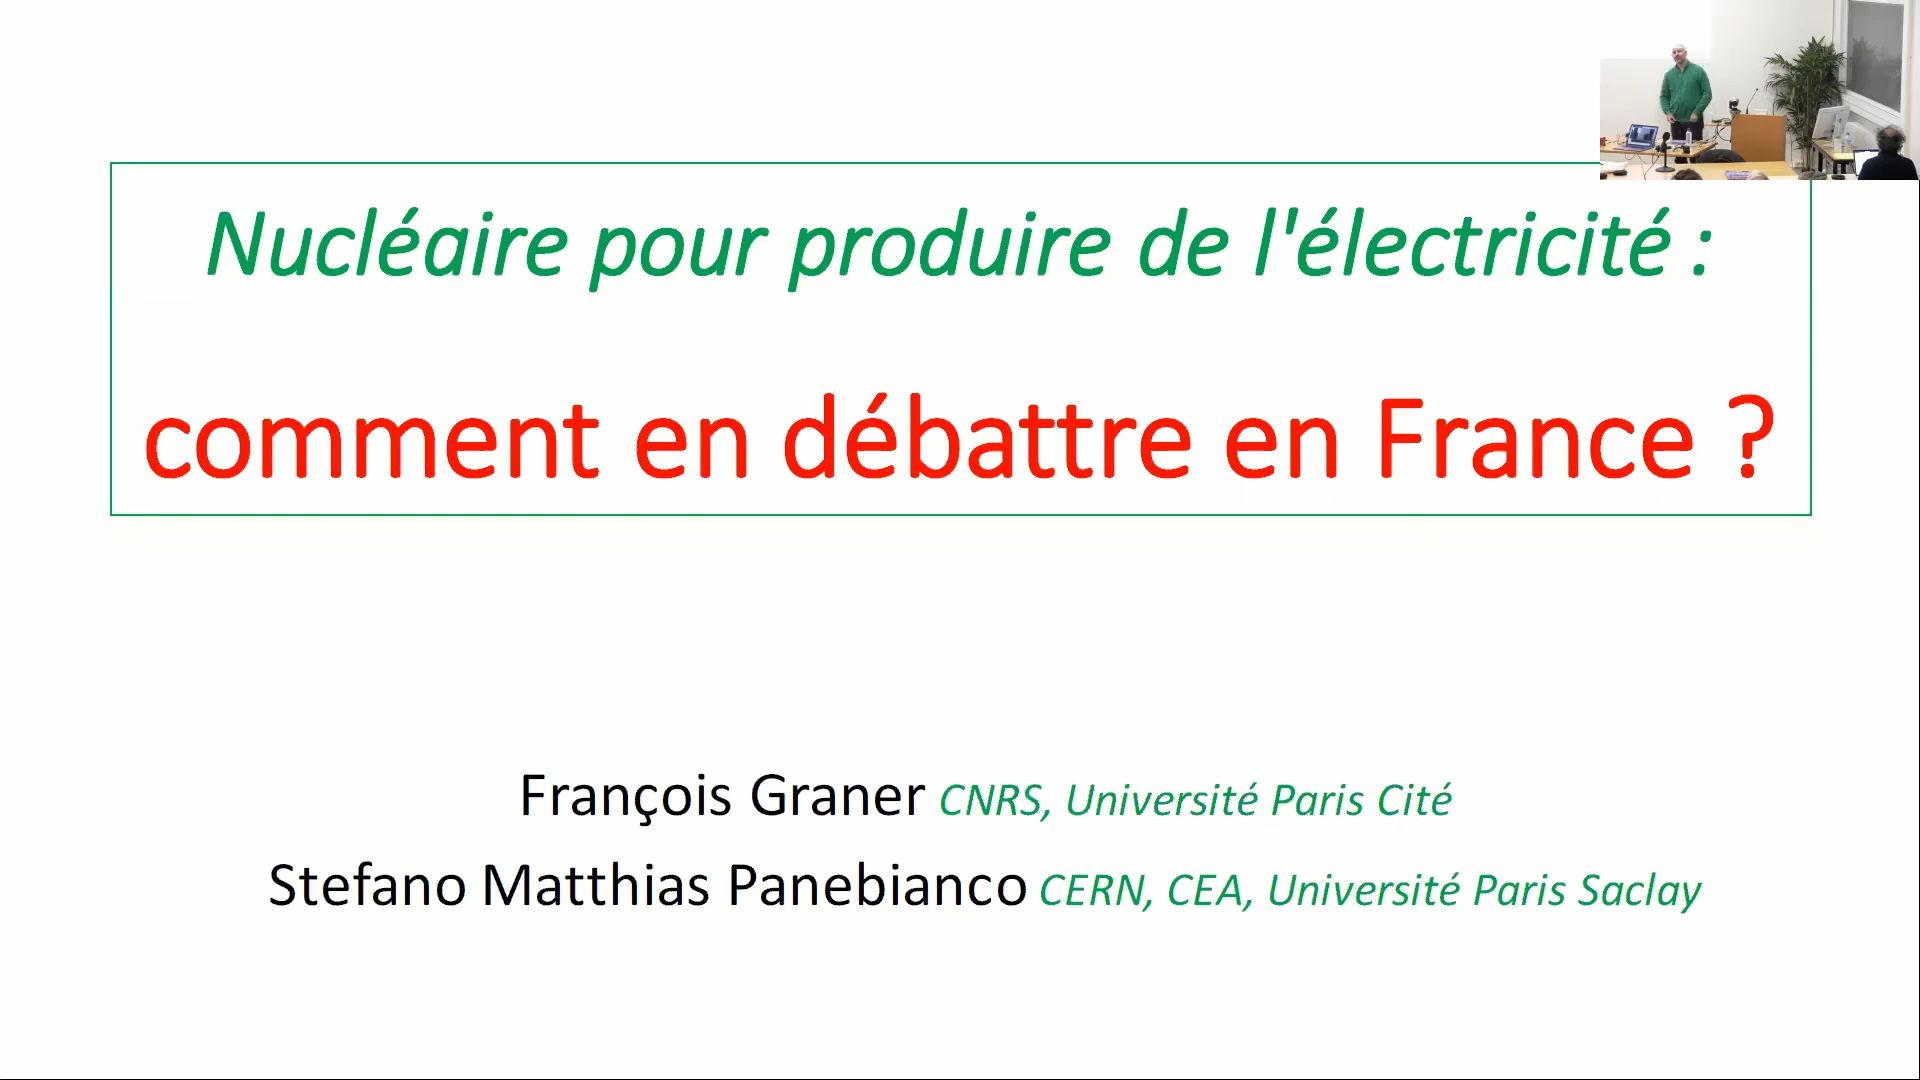 Nucléaire pour produire de l'électricité :
comment en débattre en France ?
François Graner CNRS, Université Paris Cité
Stefano Matthias Panebianco CERN, CEA, Université Paris Saclay